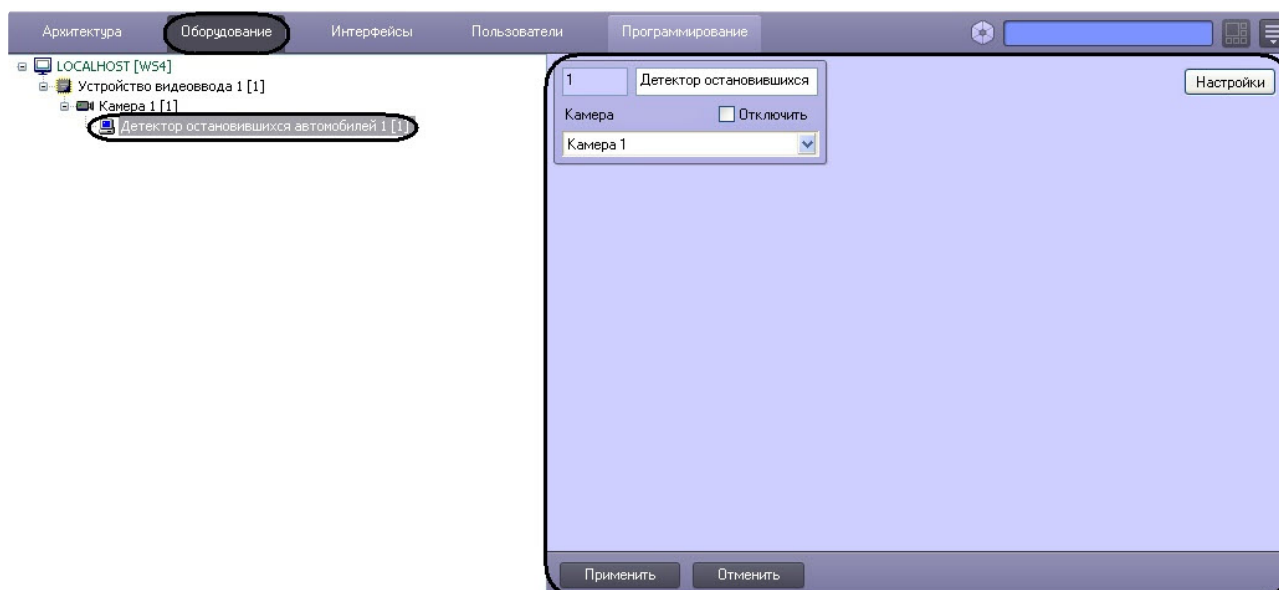 Архитектура Оборудование Интерфейсы Пользователи Программирование
LOCALHOST [WS4]
Устройство видеоввода 1 [1]
Камера 1 [1]
Детектор остановившихся автомобилей 1 [1]
1 Детектор остановившихся
Настройки
Камера Отключить
Камера 1
Применить Отменить